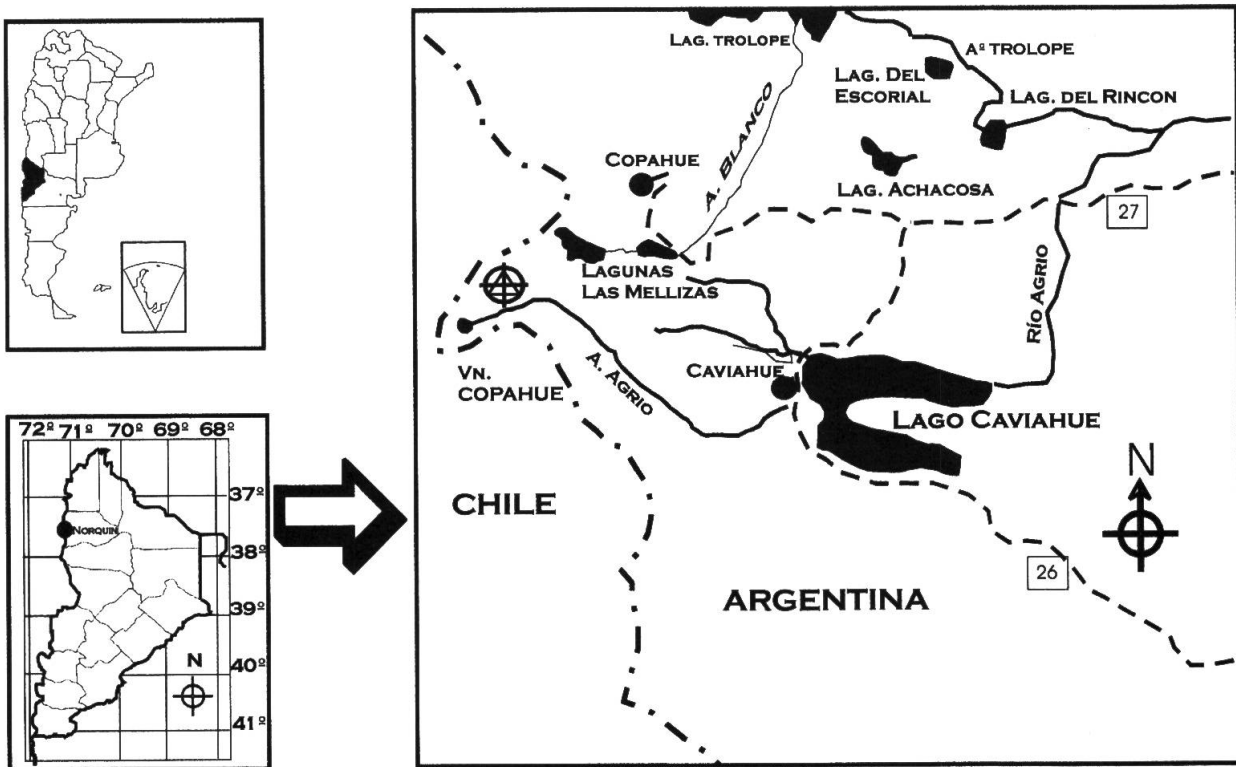 LAG. TROLOPE
Aº TROLOPE
LAG. DEL
ESCORIAL
LAG. DEL RINCON
COPAHUE
A. BLANCO
LAG. ACHACOSA
27
LAGUNAS
LAS MELLIZAS
RÍO AGRIO
VN.
COPAHUE
A. AGRIO
CAVIAHUE
LAGO CAVIAHUE
CHILE
N
26
ARGENTINA
72º 71º 70º 69º 68º
37º
NORQUIN
38º
39º
N
40º
41º